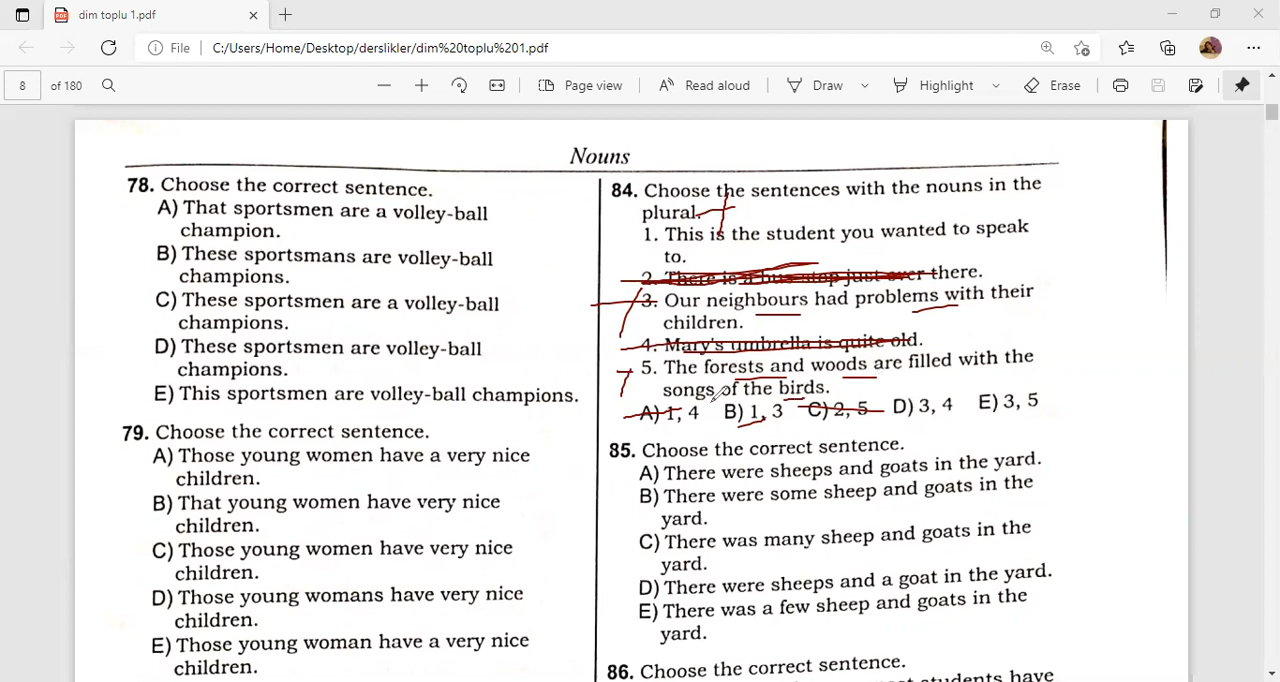 dim toplu 1.pdf
File C:/Users/Home/Desktop/derslikler/dim%20toplu%201.pdf
8 of 180 Page view Read aloud Draw Highlight Erase
Nouns
78. Choose the correct sentence.
A) That sportsmen are a volley-ball
champion.
B) These sportsmans are volley-ball
champions.
C) These sportsmen are a volley-ball
champions.
D) These sportsmen are volley-ball
champions.
E) This sportsmen are volley-ball champions.
79. Choose the correct sentence.
A) Those young women have a very nice
children.
B) That young women have very nice
children.
C) Those young women have very nice
children.
D) Those young womans have very nice
children.
E) Those young woman have a very nice
children.
84. Choose the sentences with the nouns in the
plural.
1. This is the student you wanted to speak
to.
2. There is a bus stop just over there.
3. Our neighbours had problems with their
children.
4. Mary's umbrella is quite old.
5. The forests and woods are filled with the
songs of the birds.
A) 1, 4 B) 1, 3 C) 2, 5 D) 3, 4 E) 3, 5
85. Choose the correct sentence.
A) There were sheeps and goats in the yard.
B) There were some sheep and goats in the
yard.
C) There was many sheep and goats in the
yard.
D) There were sheeps and a goat in the yard.
E) There was a few sheep and goats in the
yard.
86. Choose the correct sentence.
students have